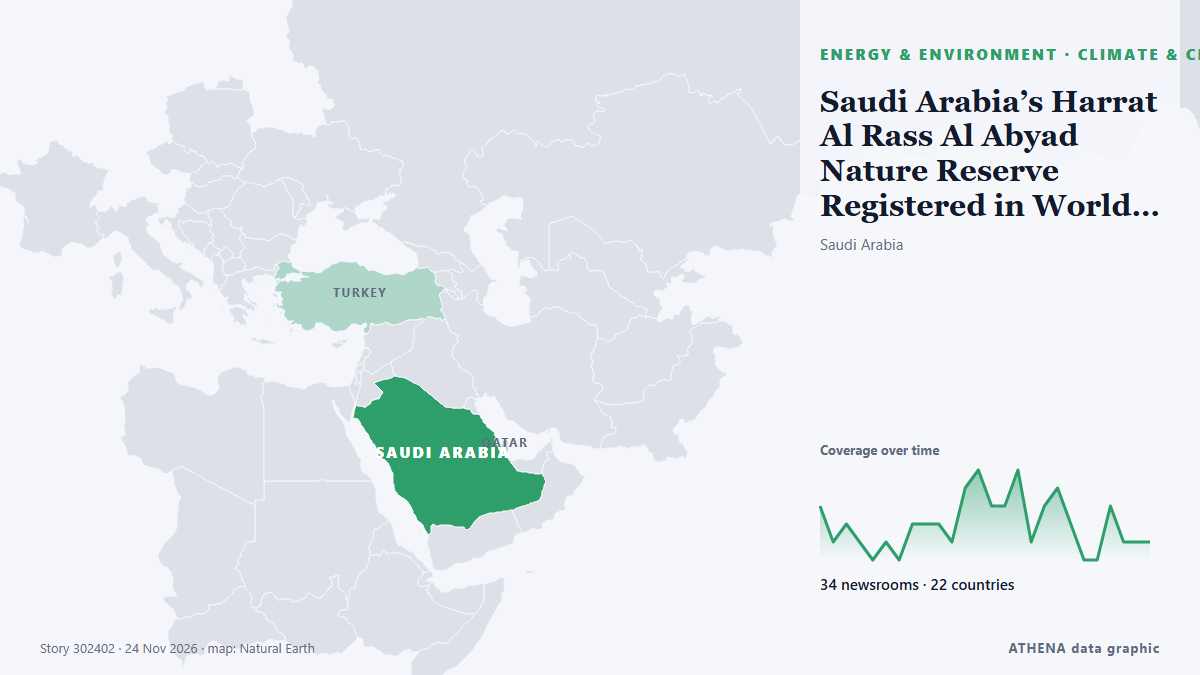 ENERGY & ENVIRONMENT · CLIMATE &
Saudi Arabia’s Harrat
Al Rass Al Abyad
Nature Reserve
Registered in World…
Saudi Arabia
TURKEY
QATAR
SAUDI ARABIA
Coverage over time
34 newsrooms · 22 countries
Story 302402 · 24 Nov 2026 · map: Natural Earth
ATHENA data graphic